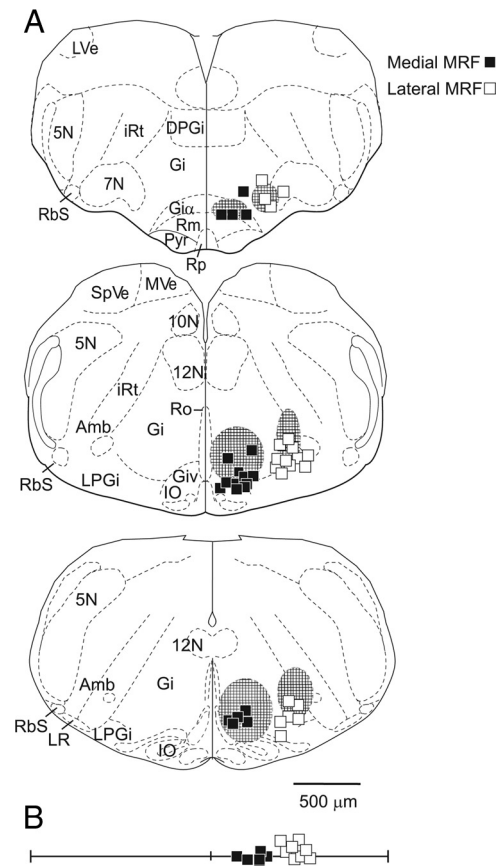 A
Medial MRF
Lateral MRF
LVe
5N
iRt
DPGi
Gi
7N
RbS
Giα
Rm
Pyr
Rp
SpVe
MVe
10N
5N
12N
iRt
Ro
Amb
Gi
RbS
LPGi
Giv
IO
5N
12N
Amb
Gi
RbS
LR
LPGi
IO
500 μm
B